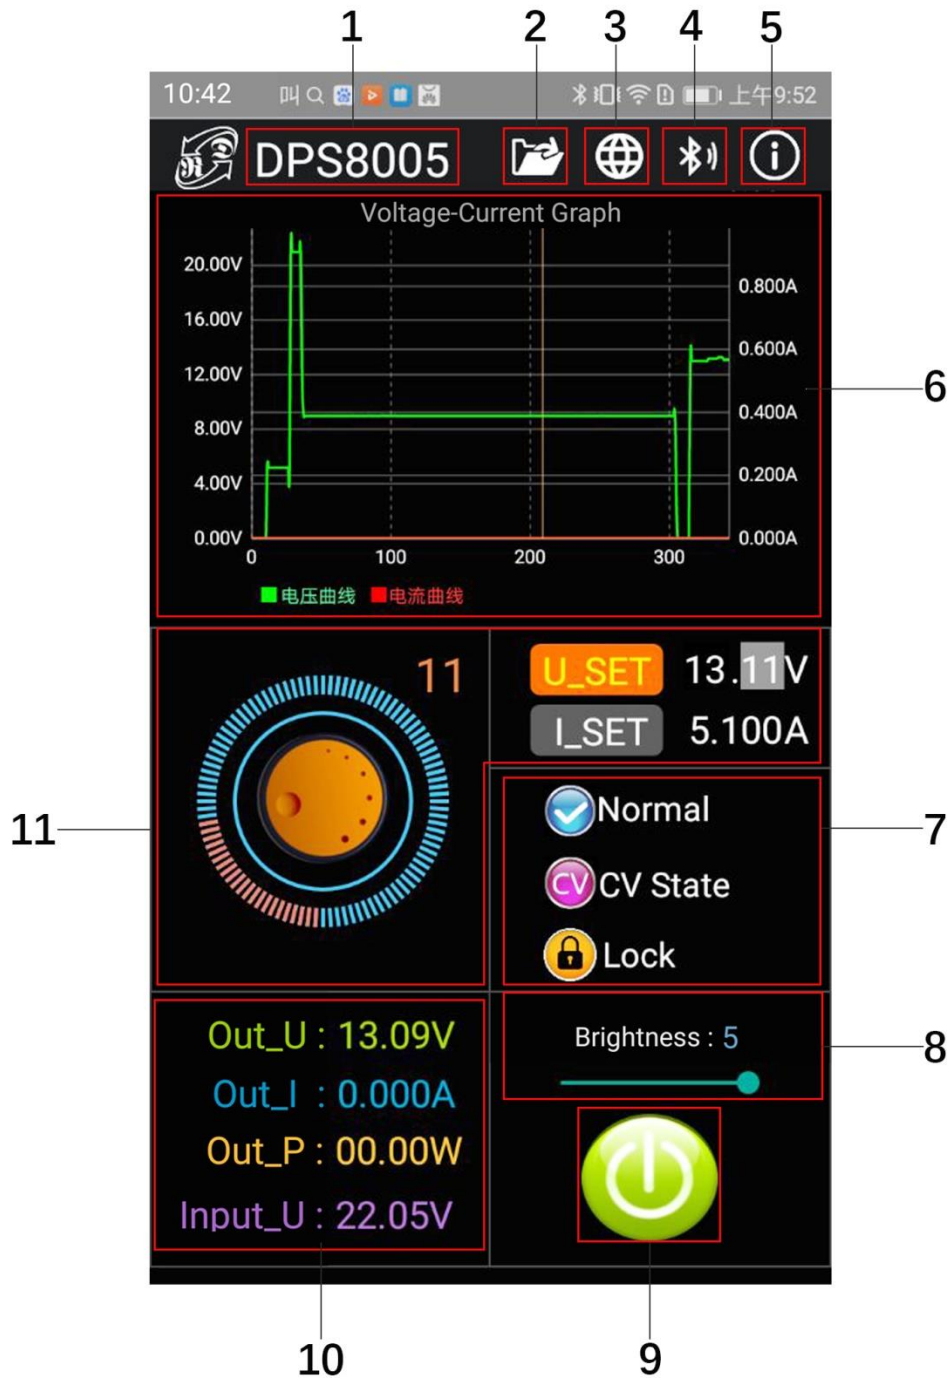 1 2 3 4 5
10:42 上午9:52
DPS8005
Voltage-Current Graph
20.00V
0.800A
16.00V
0.600A
12.00V
6
0.400A
8.00V
0.200A
4.00V
0.00V 0.000A
0 100 200 300
电压曲线 电流曲线
11 U_SET 13.11V
I_SET 5.100A
Normal
11 7
CV CV State
Lock
Out_U : 13.09V Brightness : 5
8
Out_I : 0.000A
Out_P : 00.00W
Input_U : 22.05V
10 9